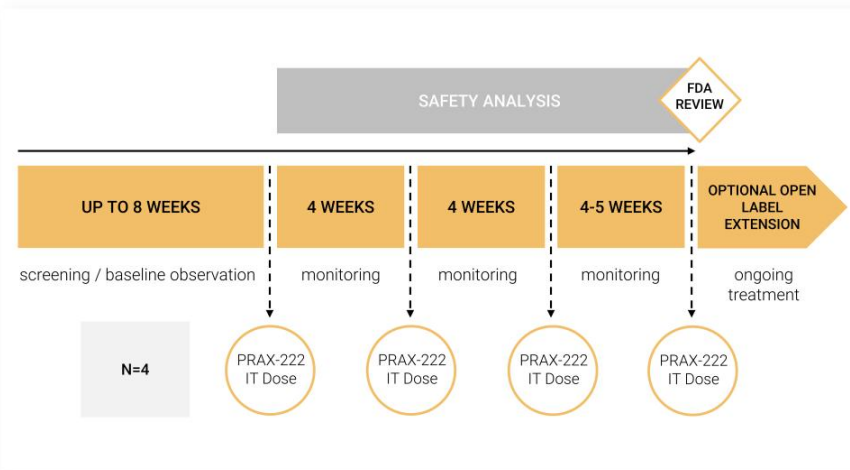 SAFETY ANALYSIS
FDA
REVIEW
UP TO 8 WEEKS
4 WEEKS
4 WEEKS
4-5 WEEKS
OPTIONAL OPEN
LABEL
EXTENSION
screening / baseline observation
monitoring
monitoring
monitoring
ongoing
treatment
N=4
PRAX-222
IT Dose
PRAX-222
IT Dose
PRAX-222
IT Dose
PRAX-222
IT Dose